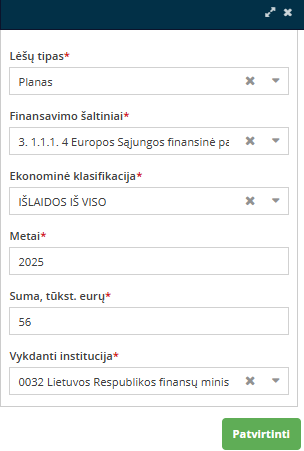 Lėšų tipas*
Planas
Finansavimo šaltiniai*
3. 1.1.1. 4 Europos Sąjungos finansinė pa
Ekonominė klasifikacija*
IŠLAIDOS IŠ VISO
Metai*
2025
Suma, tūkst. eurų*
56
Vykdanti institucija*
0032 Lietuvos Respublikos finansų minis
Patvirtinti